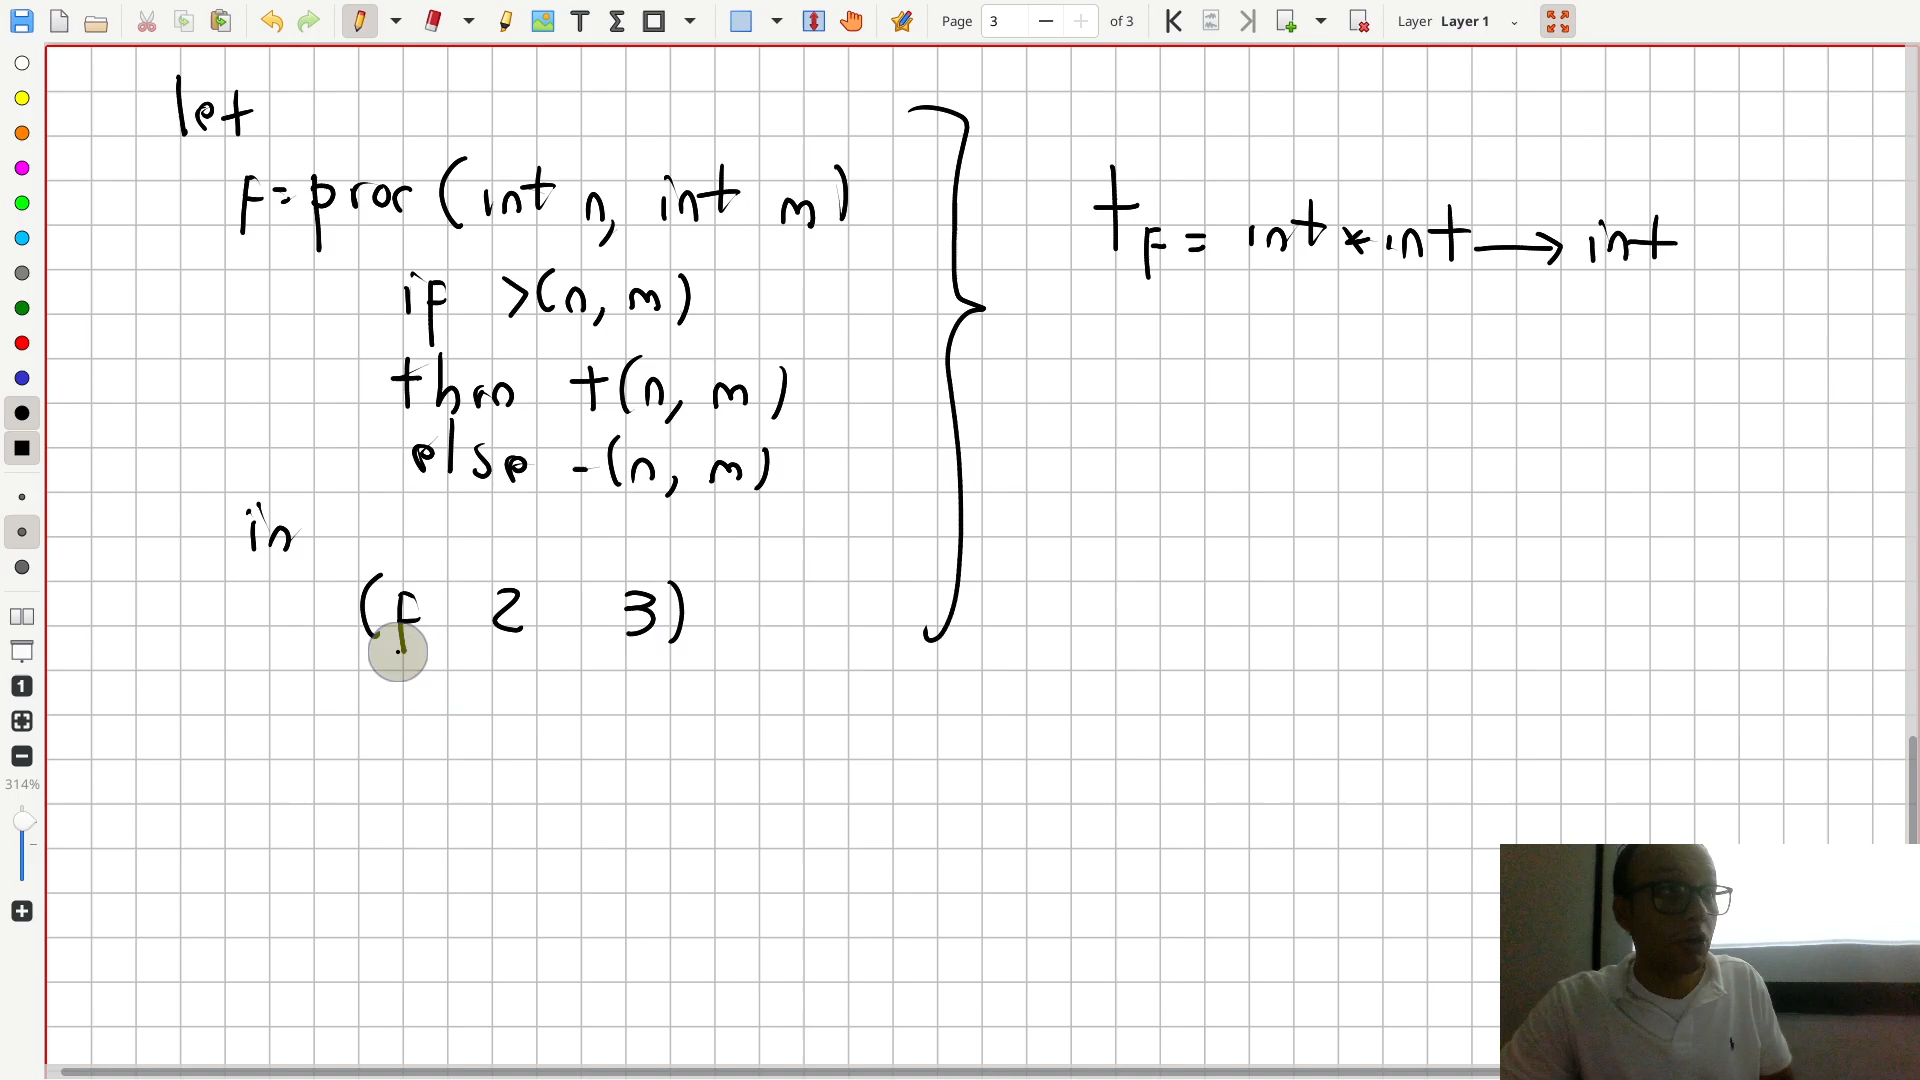 Page 3 of 3 Layer Layer 1
let
F = proc (int n, int m)
if >(n, m)
then +(n, m)
else -(n, m)
in
(F 2 3)
t F = int * int → int
1
314%